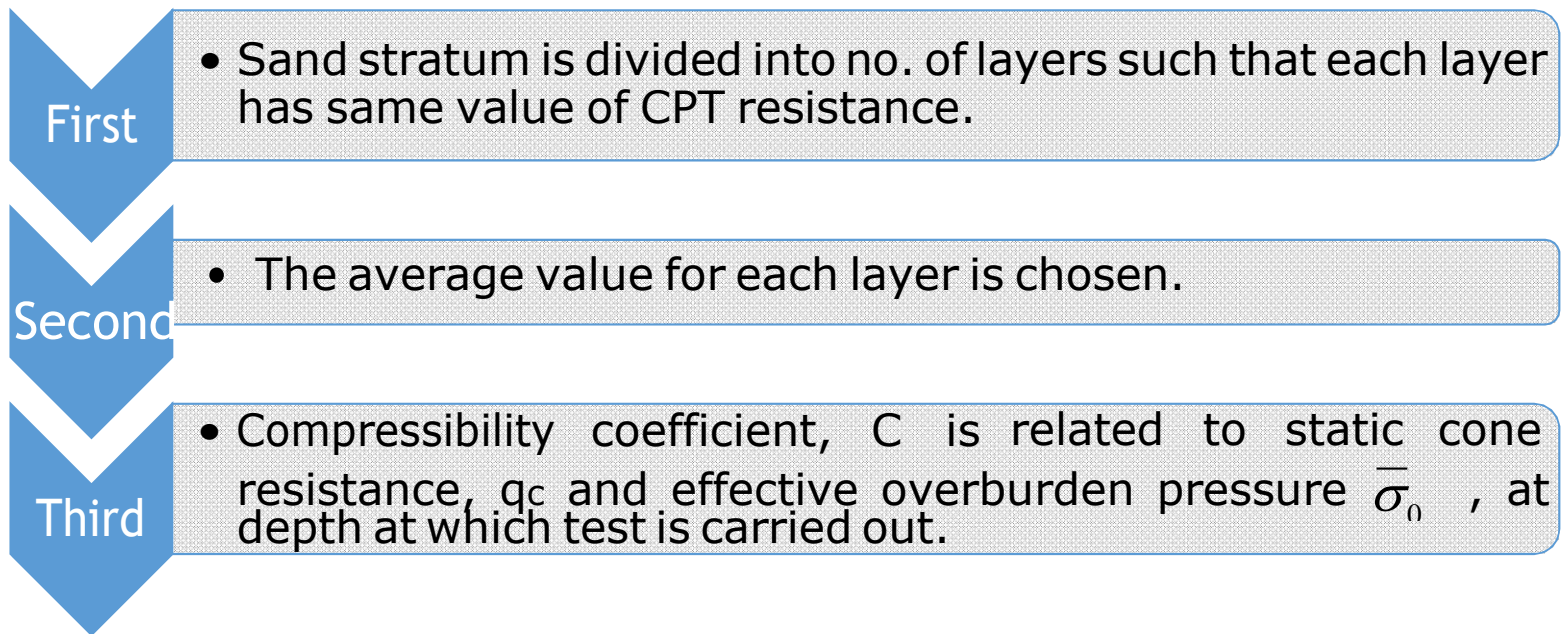 First
• Sand stratum is divided into no. of layers such that each layer
has same value of CPT resistance.
Second
• The average value for each layer is chosen.
Third
• Compressibility coefficient, C is related to static cone
resistance, qc and effective overburden pressure σ̅₀ , at
depth at which test is carried out.